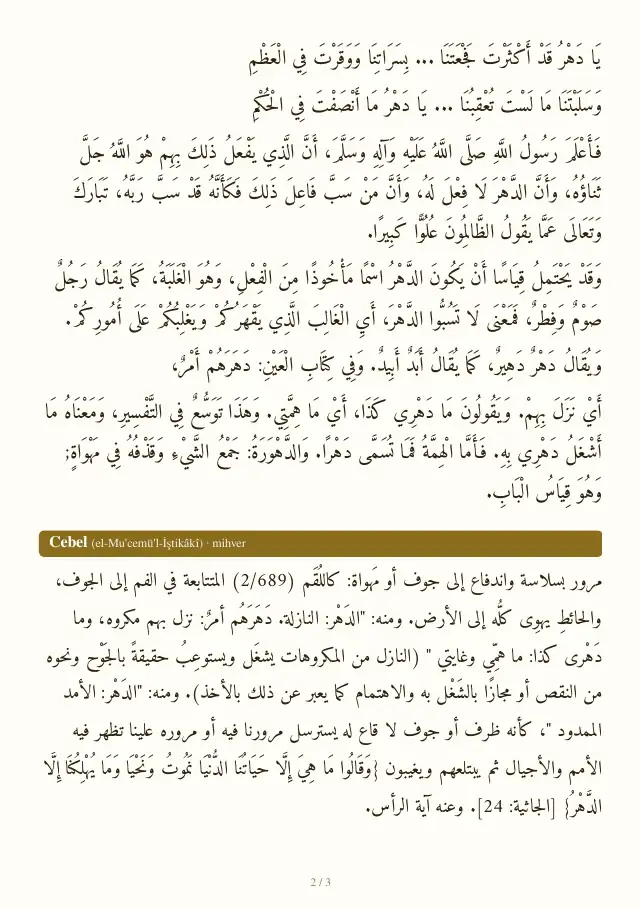 يَا دَهْرُ قَدْ أَكْثَرْتَ فَجْعَتَنَا ... بِسَرَاتِنَا وَوَقَرْتَ فِي الْعَظْمِ
وَسَلَبْتَنَا مَا لَسْتَ تُعْقِبُنَا ... يَا دَهْرُ مَا أَنْصَفْتَ فِي الْحُكْمِ
فَأَعْلَمَ رَسُولُ اللَّهِ صَلَّى اللَّهُ عَلَيْهِ وَآلِهِ وَسَلَّمَ، أَنَّ الَّذِي يَفْعَلُ ذَلِكَ بِهِمْ هُوَ اللَّهُ جَلَّ
ثَنَاؤُهُ، وَأَنَّ الدَّهْرَ لَا فِعْلَ لَهُ، وَأَنَّ مَنْ سَبَّ فَاعِلَ ذَلِكَ فَكَأَنَّهُ قَدْ سَبَّ رَبَّهُ، تَبَارَكَ
وَتَعَالَى عَمَّا يَقُولُ الظَّالِمُونَ عُلُوًّا كَبِيرًا.
وَقَدْ يَحْتَمِلُ قِيَاسًا أَنْ يَكُونَ الدَّهْرُ اسْمًا مَأْخُوذًا مِنَ الْفِعْلِ، وَهُوَ الْغَلَبَةُ، كَمَا يُقَالُ رَجُلٌ
صَوْمٌ وَفِطْرٌ، فَمَعْنَى لَا تَسُبُّوا الدَّهْرَ، أَيِ الْغَالِبَ الَّذِي يَقْهَرُكُمْ وَيَغْلِبُكُمْ عَلَى أُمُورِكُمْ.
وَيُقَالُ دَهْرٌ دَهِيرٌ، كَمَا يُقَالُ أَبَدٌ أَبِيدٌ. وَفِي كِتَابِ الْعَيْنِ: دَهَرَهُمْ أَمْرٌ،
أَيْ نَزَلَ بِهِمْ. وَيَقُولُونَ مَا دَهْرِي كَذَا، أَيْ مَا هِمَّتِي. وَهَذَا تَوَسُّعٌ فِي التَّفْسِيرِ، وَمَعْنَاهُ مَا
أَشْغَلُ دَهْرِي بِهِ. فَأَمَّا الْهِمَّةُ فَمَا تُسَمَّى دَهْرًا. وَالدَّهْوَرَةُ: جَمْعُ الشَّيْءِ وَقَذْفُهُ فِي مَهْوَاةٍ;
وَهُوَ قِيَاسُ الْبَابِ.
Cebel (el-Mu'cemü'l-İştikâkî) · mihver
مرور بسلاسة واندفاع إلى جوف أو مَهواة: كاللُقَم (2/689) المتتابعة في الفم إلى الجوف،
والحائطِ يهوِى كلُّه إلى الأرض. ومنه: "الدَهْر: النازلة. دَهَرَهُم أمرٌ: نزل بهم مكروه، وما
دَهْرى كذا: ما همِّي وغايتي " (النازل من المكروهات يشغَل ويستوعبُ حقيقةً بالجَوْح ونحوه
من النقص أو مجازًا بالشَغْل به والاهتمام كما يعبر عن ذلك بالأخذ). ومنه: "الدَهْر: الأمد
الممدود "، كأنه ظرف أو جوف لا قاع له يسترسل مرورنا فيه أو مروره علينا تظهر فيه
الأمم والأجيال ثم يبتلعهم ويغيبون {وَقَالُوا مَا هِيَ إِلَّا حَيَاتُنَا الدُّنْيَا نَمُوتُ وَنَحْيَا وَمَا يُهْلِكُنَا إِلَّا
الدَّهْرُ} [الجاثية: 24]. وعنه آية الرأس.
2 / 3